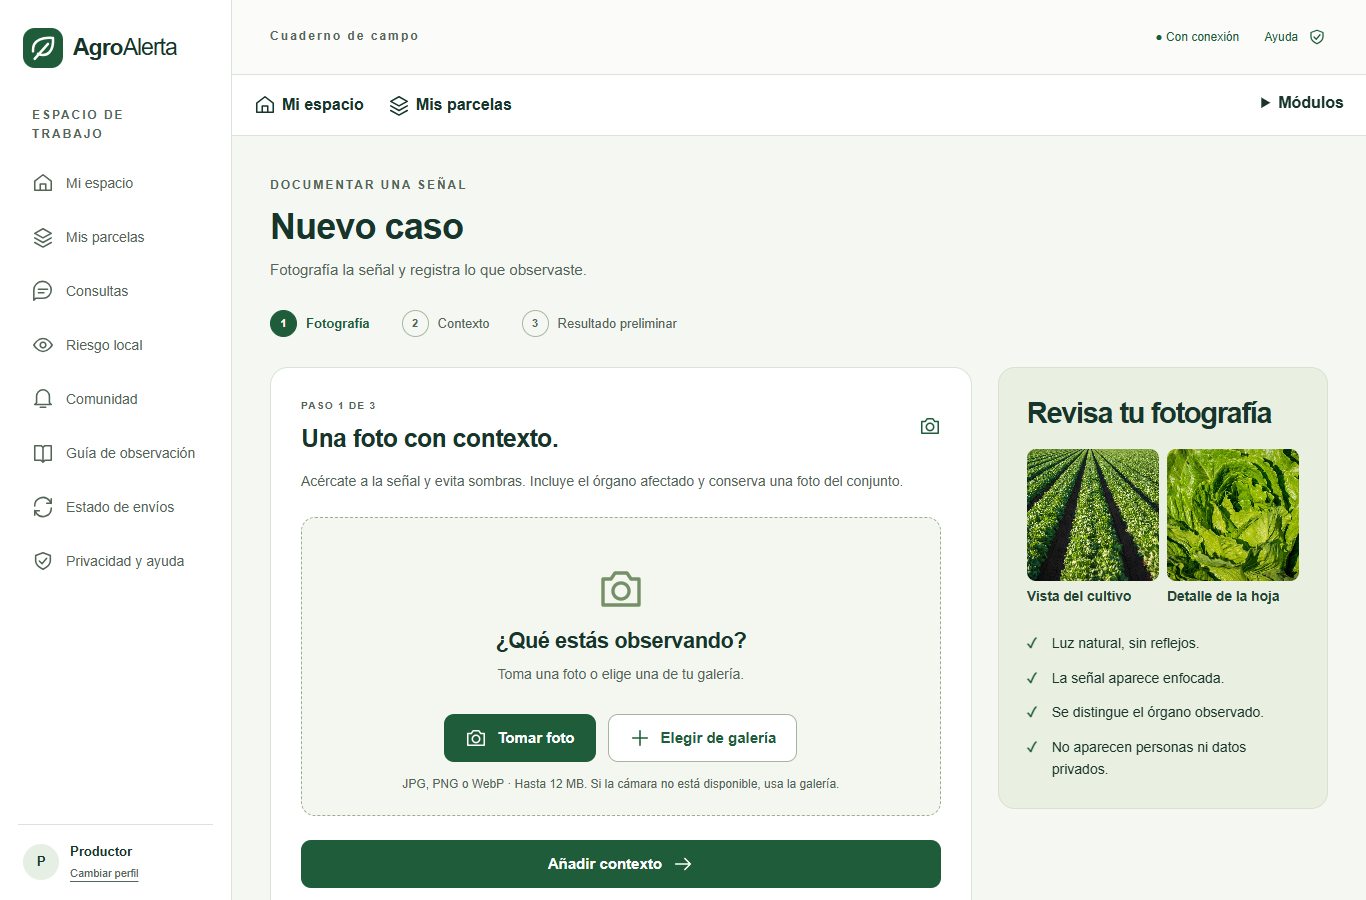 AgroAlerta
ESPACIO DE
TRABAJO
Mi espacio
Mis parcelas
Consultas
Riesgo local
Comunidad
Guía de observación
Estado de envíos
Privacidad y ayuda
P
Productor
Cambiar perfil
Cuaderno de campo
● Con conexión
Ayuda
Mi espacio
Mis parcelas
▶ Módulos
DOCUMENTAR UNA SEÑAL
Nuevo caso
Fotografía la señal y registra lo que observaste.
1 Fotografía
2 Contexto
3 Resultado preliminar
PASO 1 DE 3
Una foto con contexto.
Acércate a la señal y evita sombras. Incluye el órgano afectado y conserva una foto del conjunto.
¿Qué estás observando?
Toma una foto o elige una de tu galería.
Tomar foto
Elegir de galería
JPG, PNG o WebP · Hasta 12 MB. Si la cámara no está disponible, usa la galería.
Añadir contexto →
Revisa tu fotografía
Vista del cultivo
Detalle de la hoja
✓ Luz natural, sin reflejos.
✓ La señal aparece enfocada.
✓ Se distingue el órgano observado.
✓ No aparecen personas ni datos
privados.